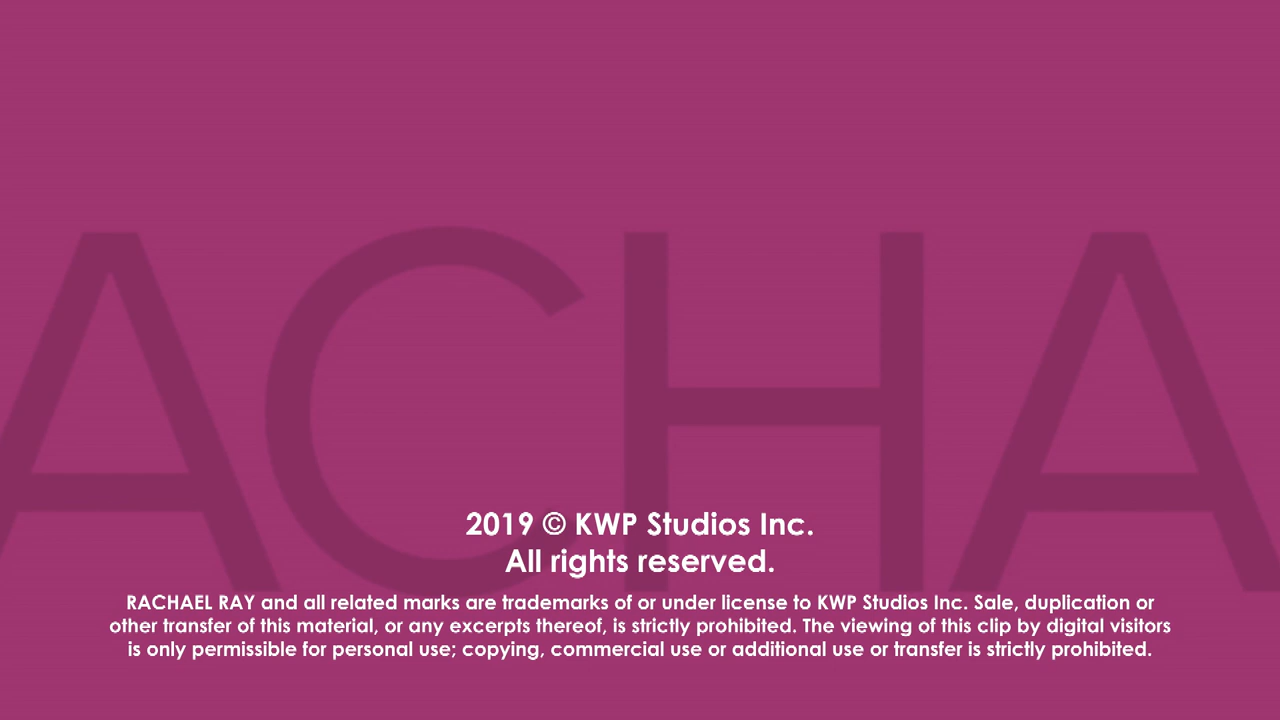 ACHA
2019 © KWP Studios Inc.
All rights reserved.
RACHAEL RAY and all related marks are trademarks of or under license to KWP Studios Inc. Sale, duplication or
other transfer of this material, or any excerpts thereof, is strictly prohibited. The viewing of this clip by digital visitors
is only permissible for personal use; copying, commercial use or additional use or transfer is strictly prohibited.